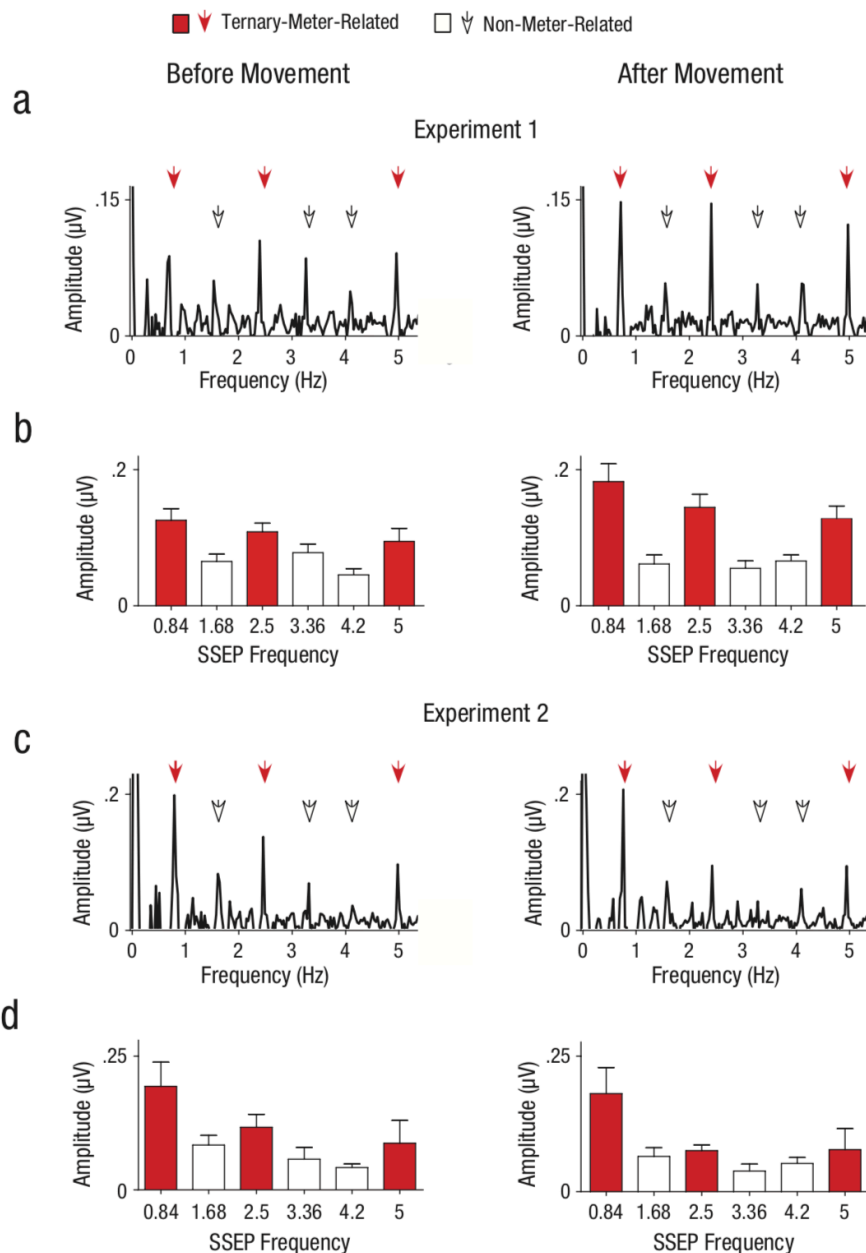 Ternary-Meter-Related Non-Meter-Related
Before Movement After Movement
a
Experiment 1
.15 .15
Amplitude (µV) Amplitude (µV)
0 0
0 1 2 3 4 5 0 1 2 3 4 5
Frequency (Hz) Frequency (Hz)
b
.2 .2
Amplitude (µV) Amplitude (µV)
0 0
0.84 1.68 2.5 3.36 4.2 5 0.84 1.68 2.5 3.36 4.2 5
SSEP Frequency SSEP Frequency
Experiment 2
c
.2 .2
Amplitude (µV) Amplitude (µV)
0 0
0 1 2 3 4 5 0 1 2 3 4 5
Frequency (Hz) Frequency (Hz)
d
.25 .25
Amplitude (µV) Amplitude (µV)
0 0
0.84 1.68 2.5 3.36 4.2 5 0.84 1.68 2.5 3.36 4.2 5
SSEP Frequency SSEP Frequency